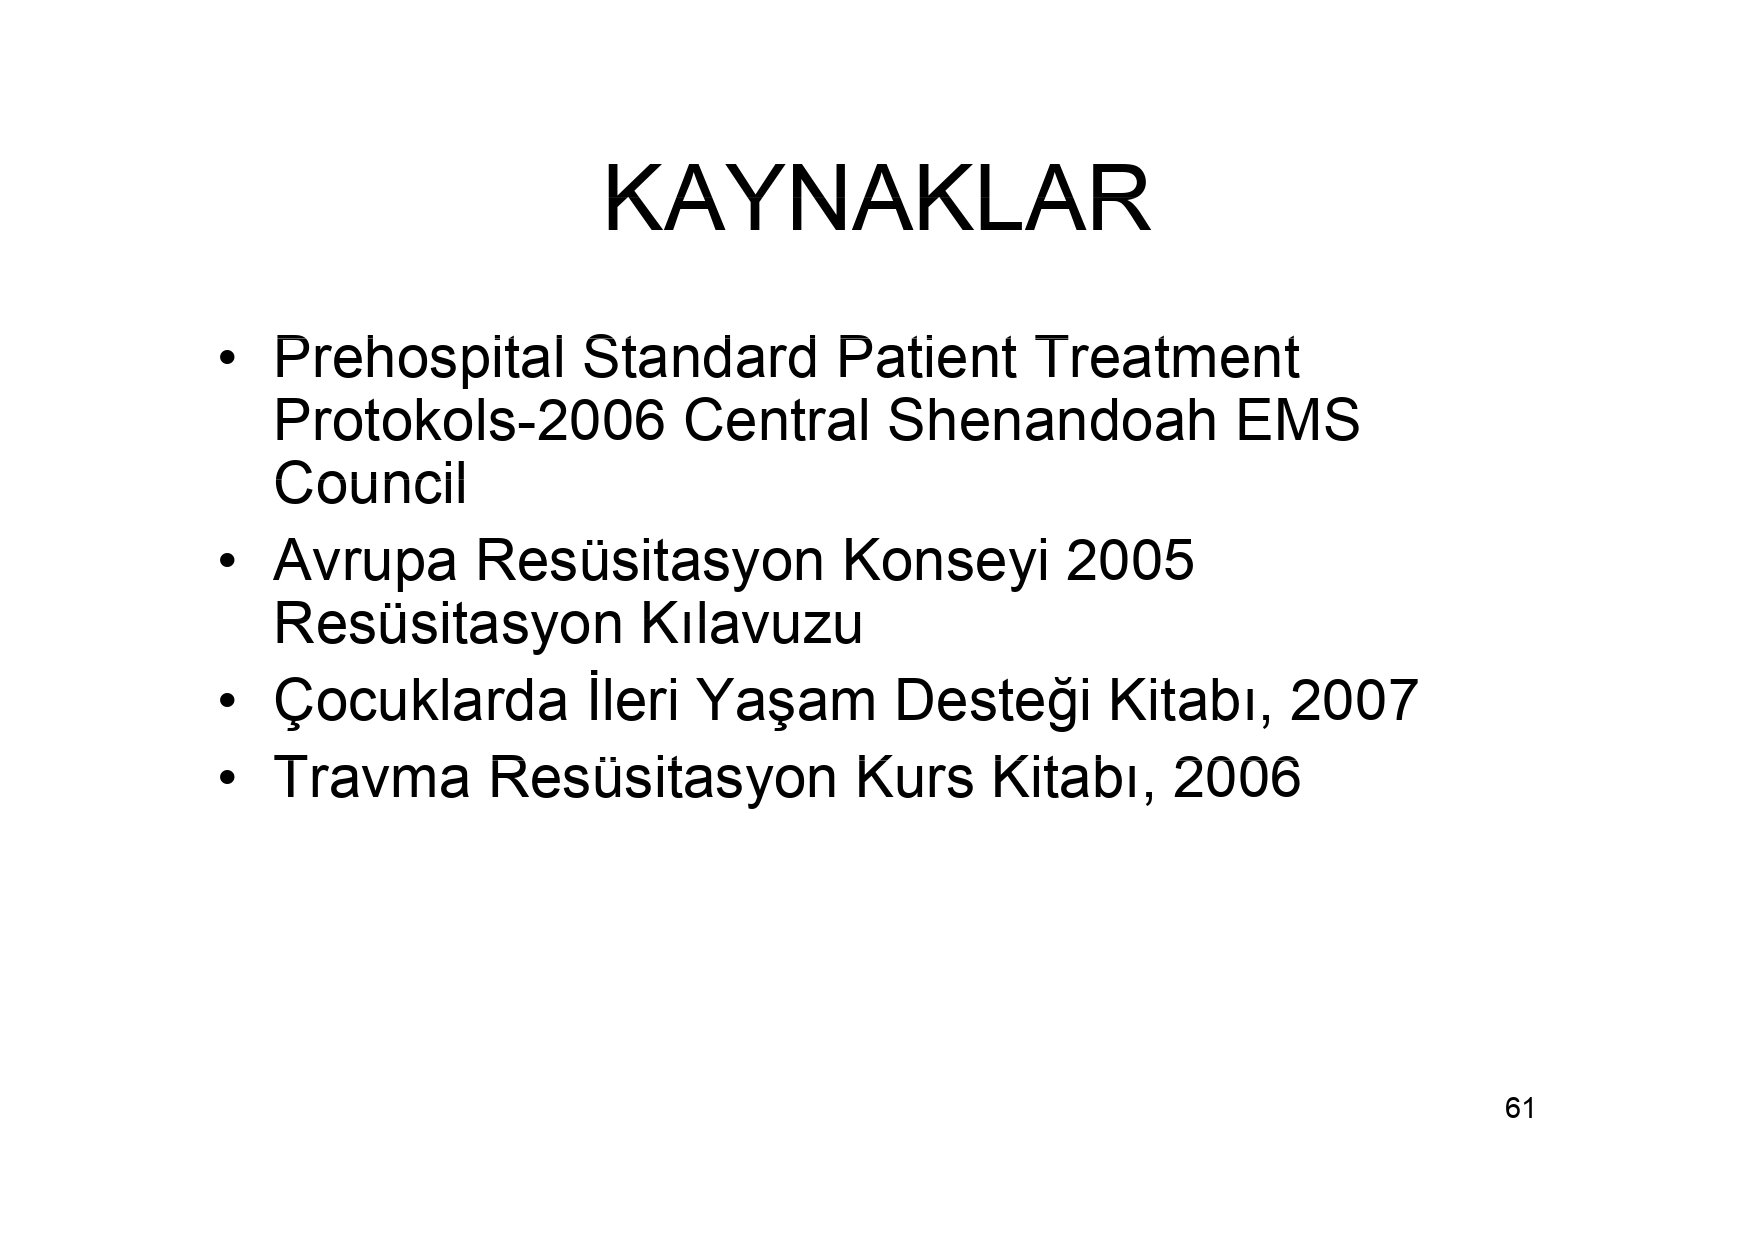 KAYNAKLAR
• Prehospital Standard Patient Treatment
Protokols-2006 Central Shenandoah EMS
Council
• Avrupa Resüsitasyon Konseyi 2005
Resüsitasyon Kılavuzu
• Çocuklarda İleri Yaşam Desteği Kitabı, 2007
• Travma Resüsitasyon Kurs Kitabı, 2006
61